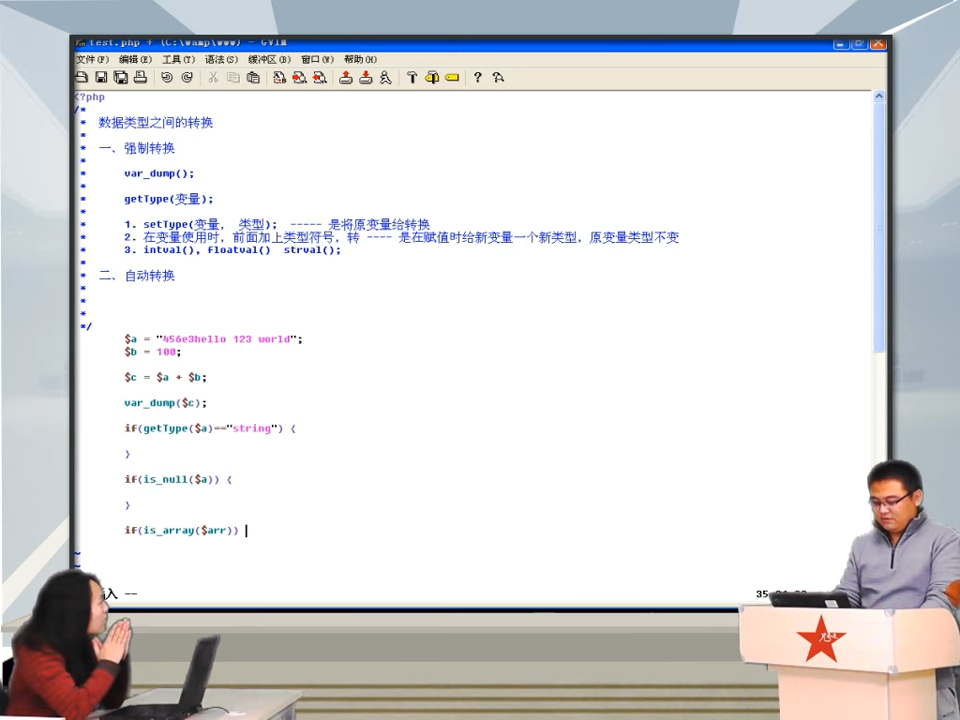 test.php + (C:\wamp\www) - GVIM
文件(F) 编辑(E) 工具(T) 语法(S) 缓冲区(B) 窗口(W) 帮助(H)
<?php
/*
* 数据类型之间的转换
*
* 一、强制转换
*
* var_dump();
*
* getType(变量);
*
* 1. setType(变量, 类型); ----- 是将原变量给转换
* 2. 在变量使用时，前面加上类型符号，转 ---- 是在赋值时给新变量一个新类型，原变量类型不变
* 3. intval(), floatval() strval();
*
* 二、自动转换
*
*
*
*/
$a = "456e3hello 123 world";
$b = 100;
$c = $a + $b;
var_dump($c);
if(getType($a)=="string") {
}
if(is_null($a)) {
}
if(is_array($arr))
~
~
入 --